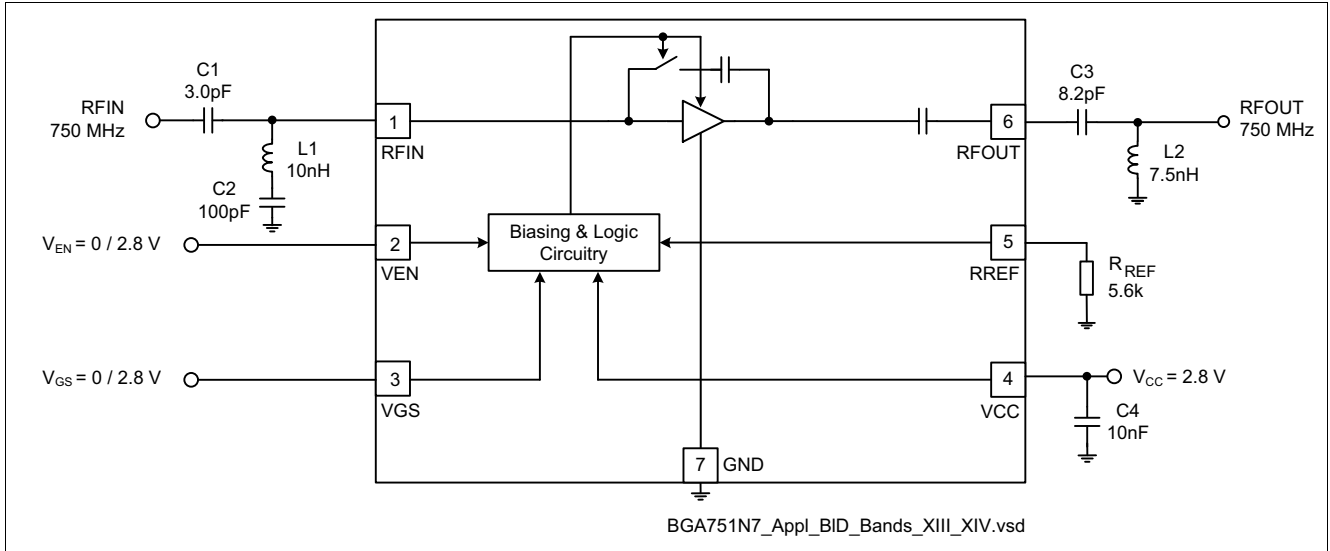 C1
3.0pF
RFIN
750 MHz
L1
10nH
C2
100pF
1
RFIN
6
RFOUT
C3
8.2pF
RFOUT
750 MHz
L2
7.5nH
V_EN = 0 / 2.8 V
2
VEN
Biasing & Logic
Circuitry
5
RREF
R_REF
5.6k
V_GS = 0 / 2.8 V
3
VGS
4
VCC
V_CC = 2.8 V
C4
10nF
7
GND
BGA751N7_Appl_BID_Bands_XIII_XIV.vsd